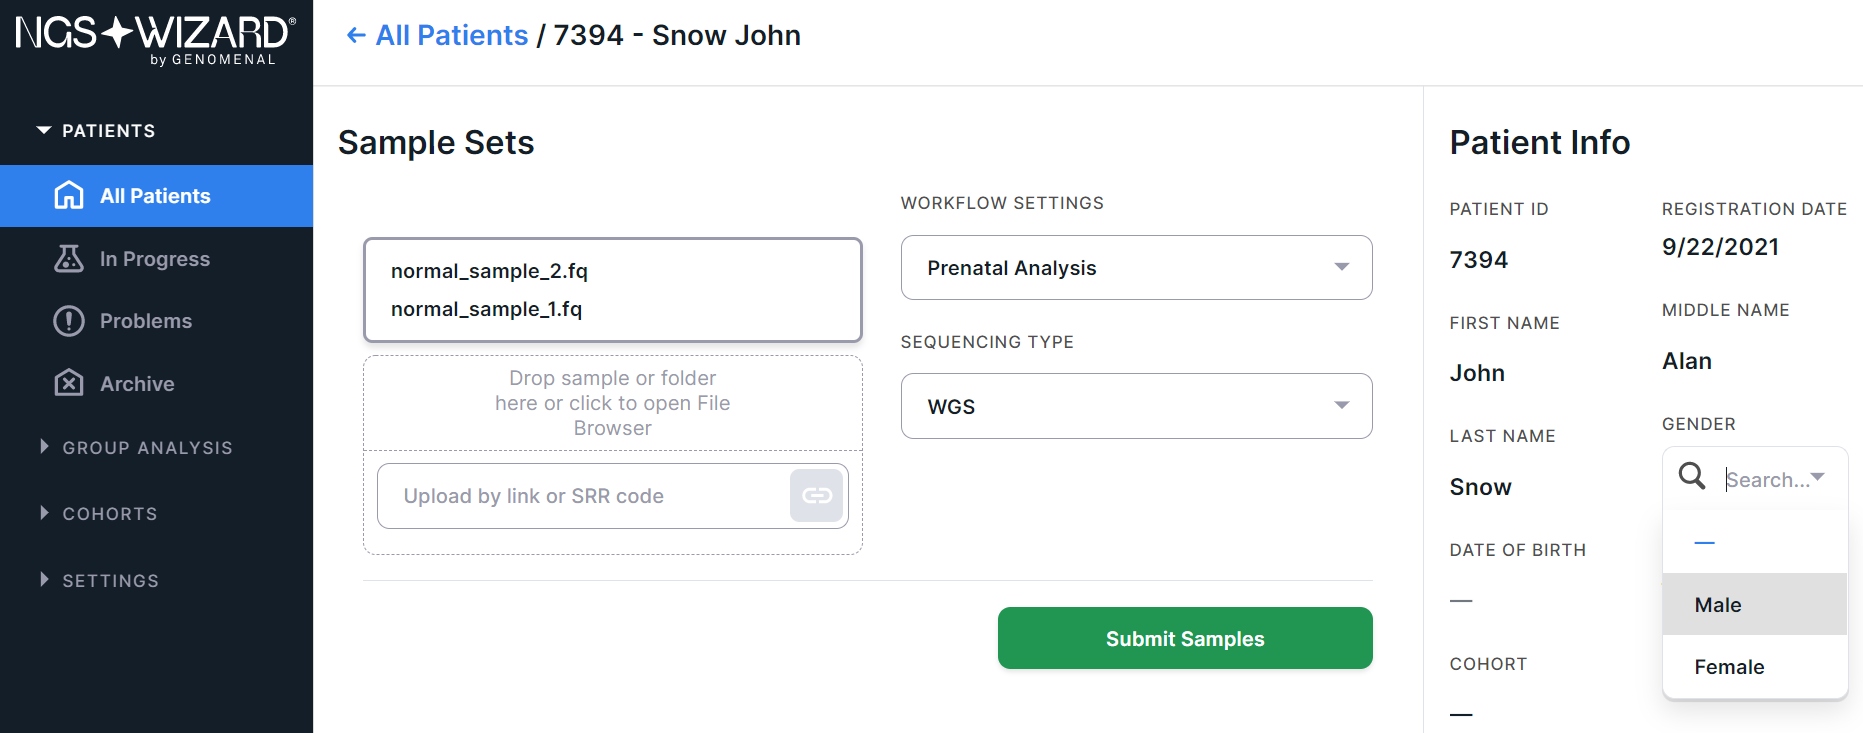 NGS WIZARD®
by GENOMENAL
PATIENTS
All Patients
In Progress
Problems
Archive
GROUP ANALYSIS
COHORTS
SETTINGS
← All Patients / 7394 - Snow John
Sample Sets
normal_sample_2.fq
normal_sample_1.fq
Drop sample or folder
here or click to open File
Browser
Upload by link or SRR code
WORKFLOW SETTINGS
Prenatal Analysis
SEQUENCING TYPE
WGS
Submit Samples
Patient Info
PATIENT ID
7394
REGISTRATION DATE
9/22/2021
FIRST NAME
John
MIDDLE NAME
Alan
LAST NAME
Snow
GENDER
Search...
—
Male
Female
DATE OF BIRTH
—
COHORT
—